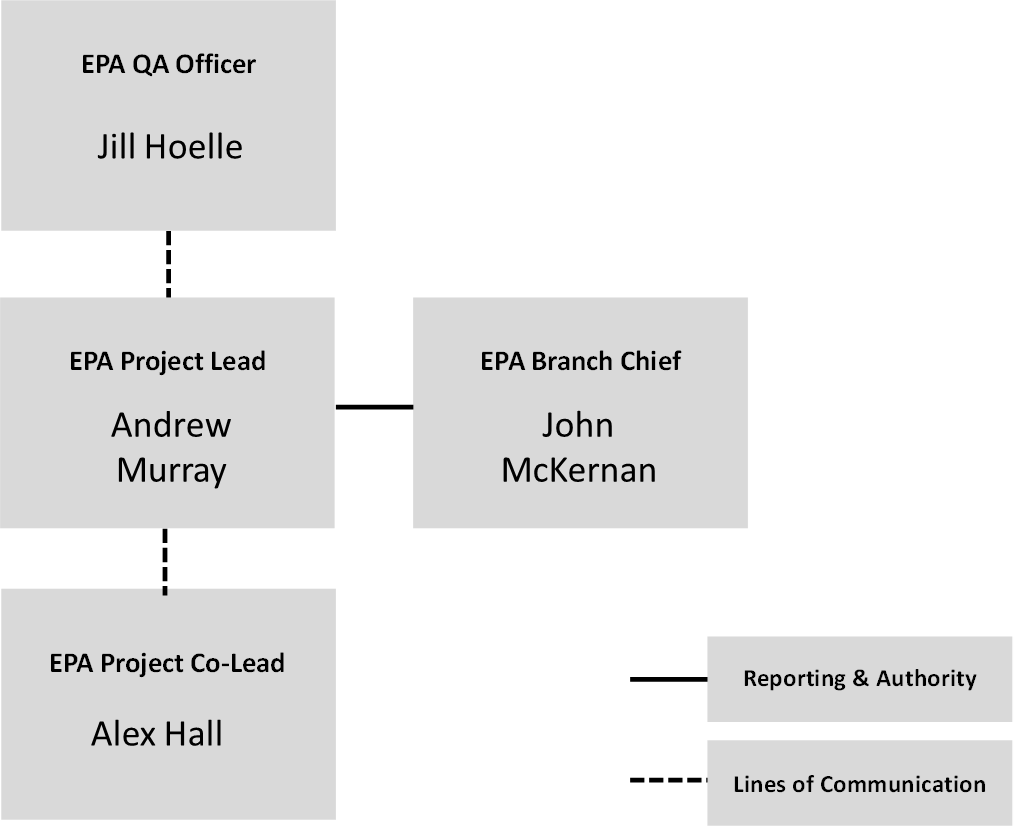 EPA QA Officer
Jill Hoelle
EPA Project Lead
Andrew
Murray
EPA Branch Chief
John
McKernan
EPA Project Co-Lead
Alex Hall
Reporting & Authority
Lines of Communication